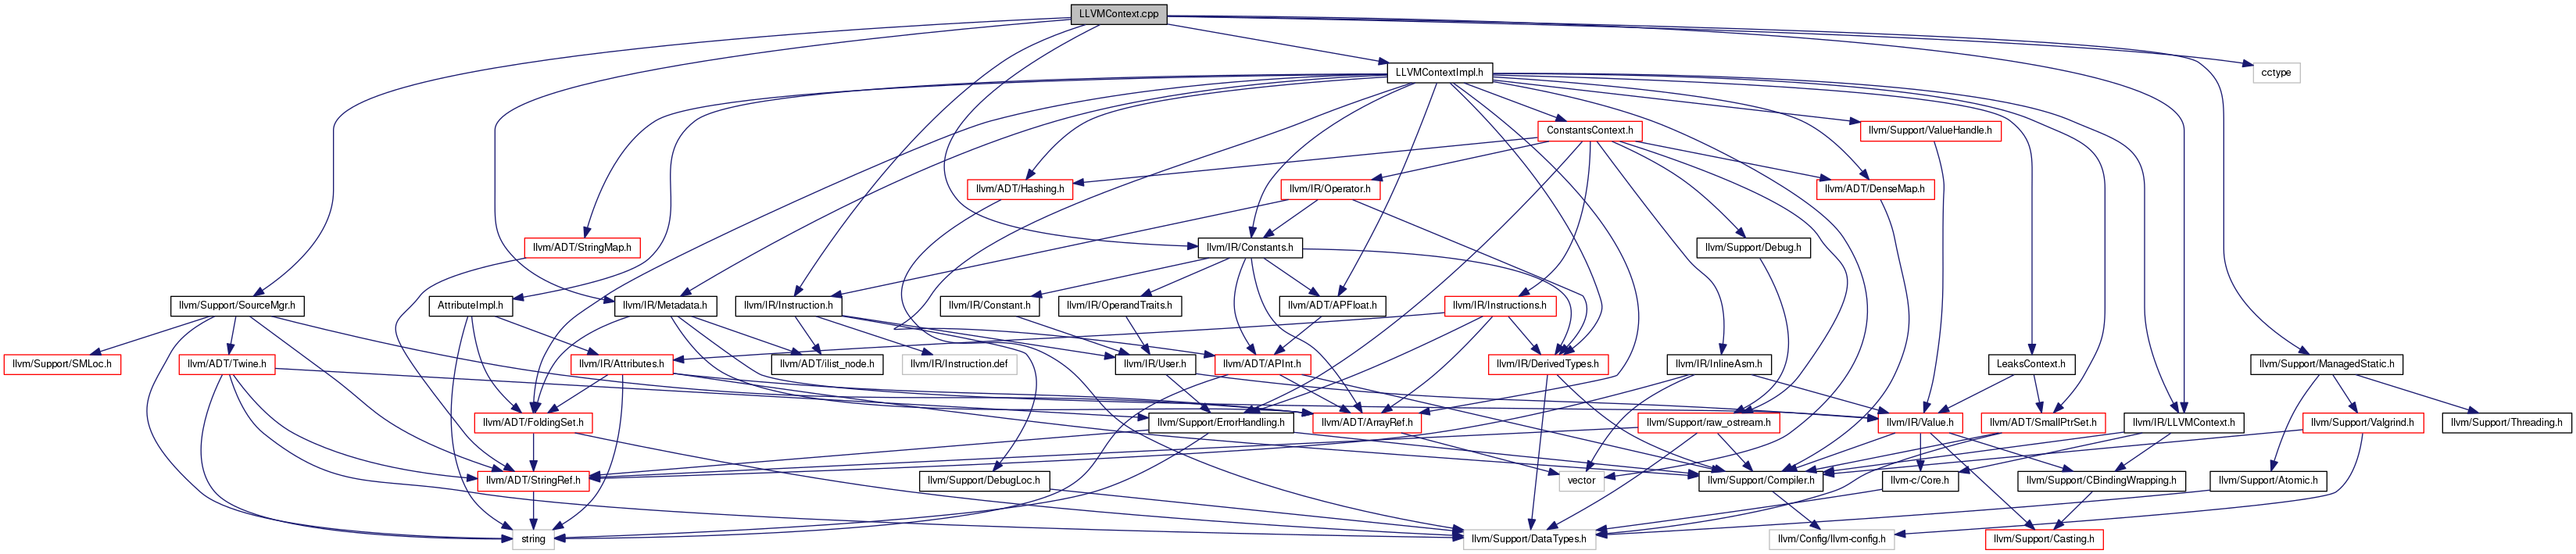 LLVMContext.cpp
LLVMContextImpl.h
cctype
ConstantsContext.h
llvm/Support/ValueHandle.h
llvm/ADT/Hashing.h
llvm/IR/Operator.h
llvm/ADT/DenseMap.h
llvm/ADT/StringMap.h
llvm/IR/Constants.h
llvm/Support/Debug.h
llvm/Support/SourceMgr.h
AttributeImpl.h
llvm/IR/Metadata.h
llvm/IR/Instruction.h
llvm/IR/Constant.h
llvm/IR/OperandTraits.h
llvm/ADT/APFloat.h
llvm/IR/Instructions.h
llvm/Support/SMLoc.h
llvm/ADT/Twine.h
llvm/IR/Attributes.h
llvm/ADT/ilist_node.h
llvm/IR/Instruction.def
llvm/IR/User.h
llvm/ADT/APInt.h
llvm/IR/DerivedTypes.h
llvm/IR/InlineAsm.h
LeaksContext.h
llvm/Support/ManagedStatic.h
llvm/ADT/FoldingSet.h
llvm/Support/ErrorHandling.h
llvm/ADT/ArrayRef.h
llvm/Support/raw_ostream.h
llvm/IR/Value.h
llvm/ADT/SmallPtrSet.h
llvm/IR/LLVMContext.h
llvm/Support/Valgrind.h
llvm/Support/Threading.h
llvm/ADT/StringRef.h
llvm/Support/DebugLoc.h
vector
llvm/Support/Compiler.h
llvm-c/Core.h
llvm/Support/CBindingWrapping.h
llvm/Support/Atomic.h
string
llvm/Support/DataTypes.h
llvm/Config/llvm-config.h
llvm/Support/Casting.h